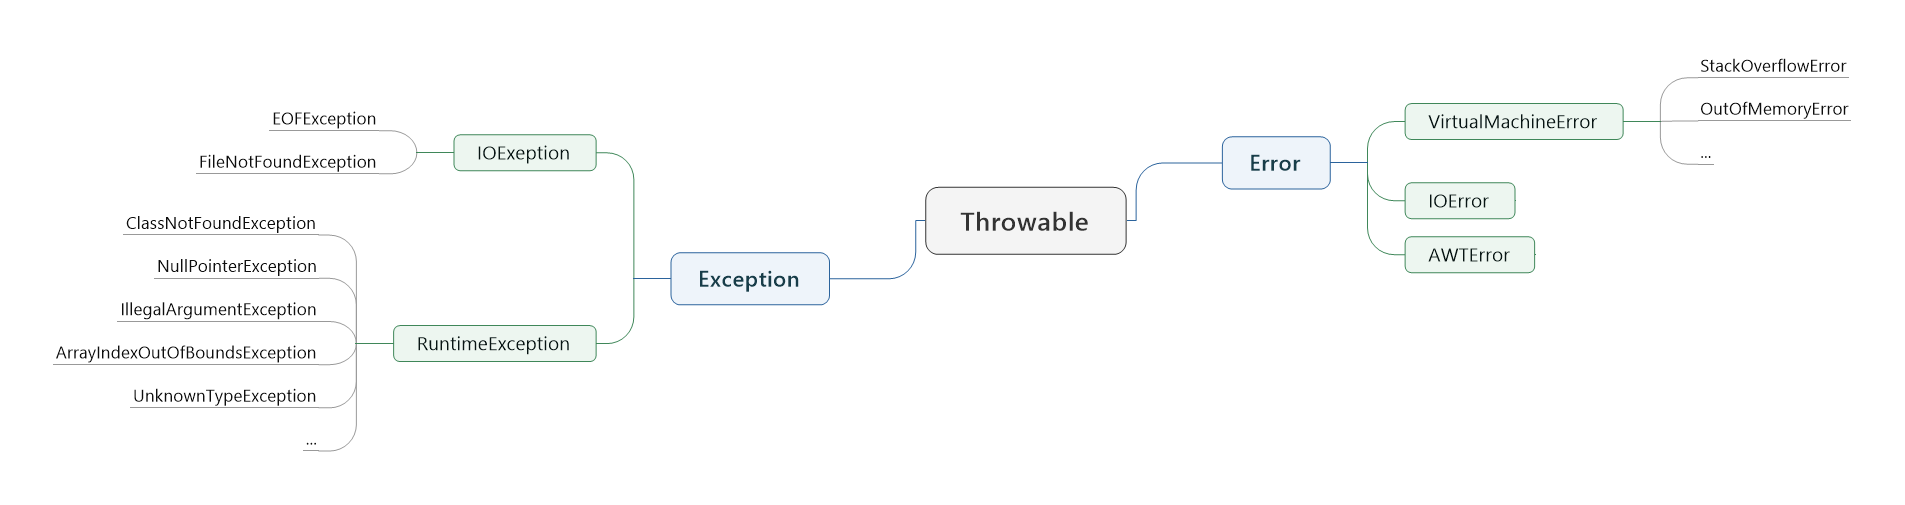 StackOverflowError
OutOfMemoryError
...
VirtualMachineError
IOError
AWTError
Error
Throwable
Exception
IOExeption
EOFException
FileNotFoundException
RuntimeException
ClassNotFoundException
NullPointerException
IllegalArgumentException
ArrayIndexOutOfBoundsException
UnknownTypeException
...